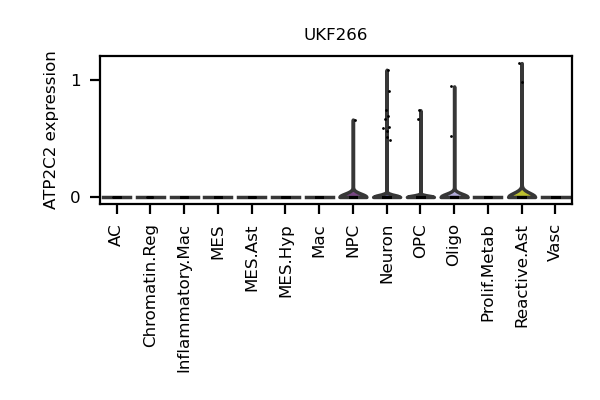 UKF266
ATP2C2 expression
1
0
AC
Chromatin.Reg
Inflammatory.Mac
MES
MES.Ast
MES.Hyp
Mac
NPC
Neuron
OPC
Oligo
Prolif.Metab
Reactive.Ast
Vasc